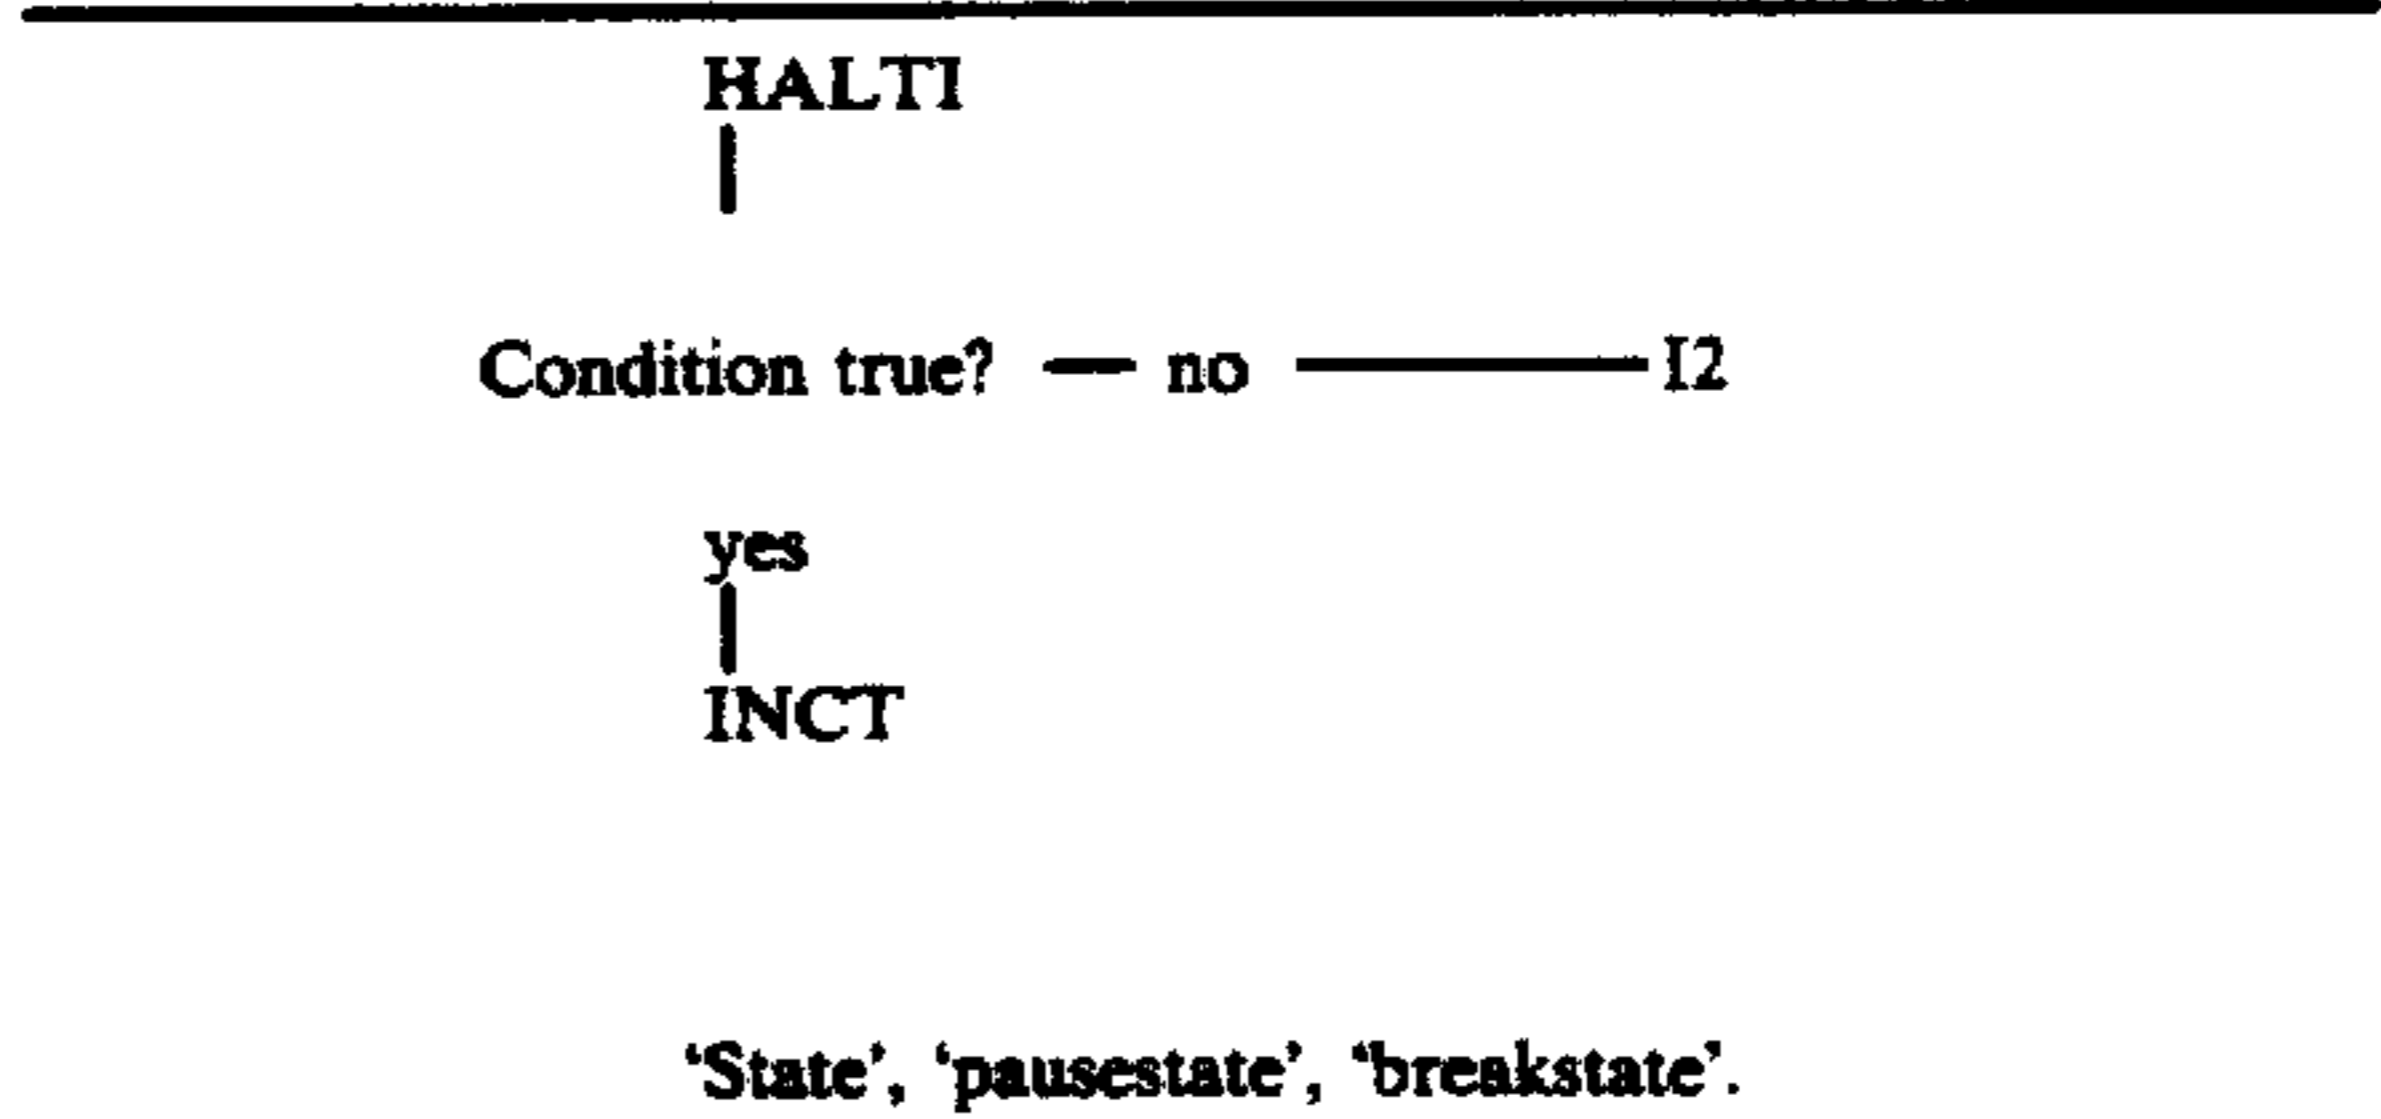 HALTI
Condition true? — no ——— I2
yes
INCT
‘State’, ‘pausestate’, ‘breakstate’.